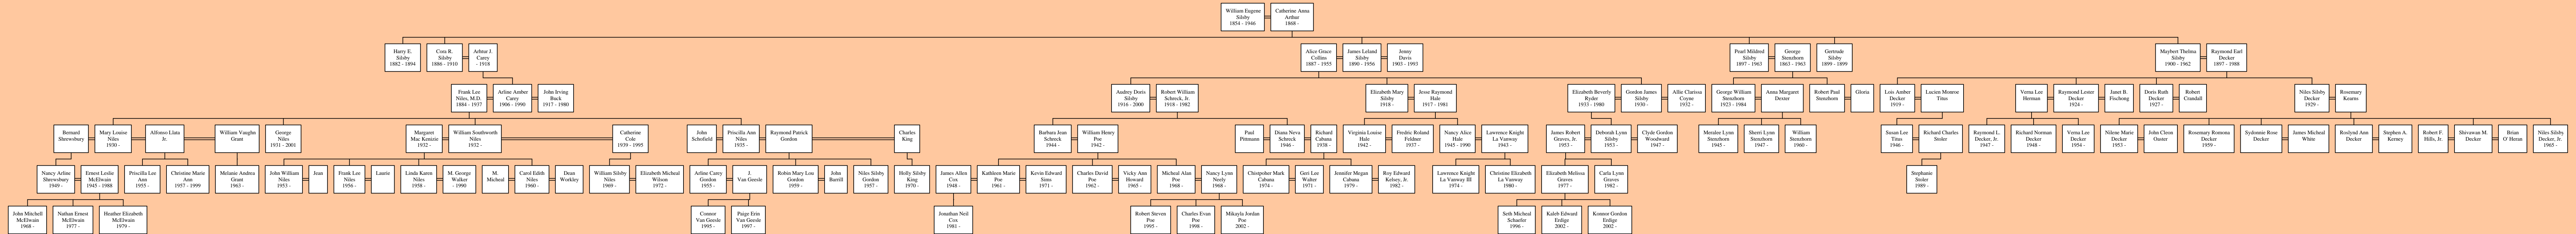 William Eugene
Silsby
1854 - 1946
Catherine Anna
Arthur
1868 -
Harry E.
Silsby
1882 - 1894
Cora R.
Silsby
1886 - 1910
Arthur J.
Carey
- 1918
Alice Grace
Collins
1887 - 1955
James Leland
Silsby
1890 - 1956
Jenny
Davis
1903 - 1993
Pearl Mildred
Silsby
1897 - 1963
George
Stenzhorn
1863 - 1963
Gertrude
Silsby
1899 - 1899
Maybert Thelma
Silsby
1900 - 1962
Raymond Earl
Decker
1897 - 1988
Frank Lee
Niles, M.D.
1884 - 1937
Arline Amber
Carey
1906 - 1990
John Irving
Buck
1917 - 1980
Audrey Doris
Silsby
1916 - 2000
Robert William
Schreck, Jr.
1918 - 1982
Elizabeth Mary
Silsby
1918 -
Jesse Raymond
Hale
1917 - 1981
Elizabeth Beverly
Ryder
1933 - 1980
Gordon James
Silsby
1930 -
Allie Clarissa
Coyne
1932 -
George William
Stenzhorn
1923 - 1984
Anna Margaret
Dexter
Robert Paul
Stenzhorn
Gloria
Lois Amber
Decker
1919 -
Lucien Monroe
Titus
Verna Lee
Herman
Raymond Lester
Decker
1924 -
Janet B.
Fischong
Doris Ruth
Decker
1927 -
Robert
Crandall
Niles Silsby
Decker
1929 -
Rosemary
Kearns
Bernard
Shrewsbury
Mary Louise
Niles
1930 -
Alfonso Llata
Jr.
William Vaughn
Grant
George
Niles
1931 - 2001
Margaret
Mac Kenizie
1932 -
William Southworth
Niles
1932 -
Catherine
Cole
1939 - 1995
John
Schofield
Priscilla Ann
Niles
1935 -
Raymond Patrick
Gordon
Charles
King
Barbara Jean
Schreck
1944 -
William Henry
Poe
1942 -
Paul
Pittmann
Diana Neva
Schreck
1946 -
Richard
Cabana
1938 -
Virginia Louise
Hale
1942 -
Fredric Roland
Feldner
1937 -
Nancy Alice
Hale
1945 - 1990
Lawrence Knight
La Vanway
1943 -
James Robert
Graves, Jr.
1953 -
Deborah Lynn
Silsby
1953 -
Clyde Gordon
Woodward
1947 -
Moralee Lynn
Stenzhorn
1945 -
Sherri Lynn
Stenzhorn
1947 -
William
Stenzhorn
1960 -
Susan Lee
Titus
1946 -
Richard Charles
Stoler
Raymond L.
Decker, Jr.
1947 -
Richard Norman
Decker
1948 -
Verna Lee
Decker
1954 -
Nilene Marie
Decker
1953 -
John Clenn
Oaster
Rosemary Romona
Decker
1959 -
Sydonnie Rour
Decker
James Micheal
White
Roslynd Ann
Decker
Stephen A.
Kerney
Robert F.
Hills, Jr.
Shivawan M.
Decker
Brian
O' Heran
Niles Silsby
Decker, Jr.
1965 -
Nancy Arline
Shrewsbury
1949 -
Ernest Leslie
McElwain
1945 - 1988
Priscilla Lee
Ann
1955 -
Christine Marie
Ann
1957 - 1999
Melanie Andrea
Grant
1963 -
John William
Niles
1953 -
Jean
Frank Lee
Niles
1956 -
Laurie
Linda Karen
Niles
1958 -
M. George
Walker
- 1990
M.
Micheal
Carol Edith
Niles
1960 -
Dean
Workley
William Silsby
Niles
1969 -
Elizabeth Micheal
Wilson
1972 -
Arline Carey
Gordon
1955 -
J.
Van Geesle
Robin Mary Lou
Gordon
1959 -
John
Barrill
Niles Silsby
Gordon
1957 -
Holly Silsby
King
1970 -
James Allen
Cox
1948 -
Kathleen Marie
Poe
1961 -
Kevin Edward
Sims
1971 -
Charles David
Poe
1962 -
Vicky Ann
Howard
1965 -
Micheal Alan
Poe
1968 -
Nancy Lynn
Neely
1968 -
Chistpoher Mark
Cabana
1974 -
Geri Lee
Walter
1971 -
Jennifer Megan
Cabana
1979 -
Roy Edward
Kelsey, Jr.
1982 -
Lawrence Knight
La Vanway III
1974 -
Christine Elizabeth
La Vanway
1980 -
Elizabeth Melissa
Graves
1977 -
Carla Lynn
Graves
1982 -
Stephanie
Stoler
1989 -
John Mitchell
McElwain
1968 -
Nathan Ernest
McElwain
1977 -
Heather Elizabeth
McElwain
1979 -
Connor
Van Geesle
1995 -
Paige Erin
Van Geesle
1997 -
Jonathan Neil
Cox
1981 -
Robert Steven
Poe
1995 -
Charles Evan
Poe
1998 -
Mikayla Jordan
Poe
2002 -
Seth Micheal
Schaefer
1996 -
Kaleb Edward
Erdige
2002 -
Konnor Gordon
Erdige
2002 -